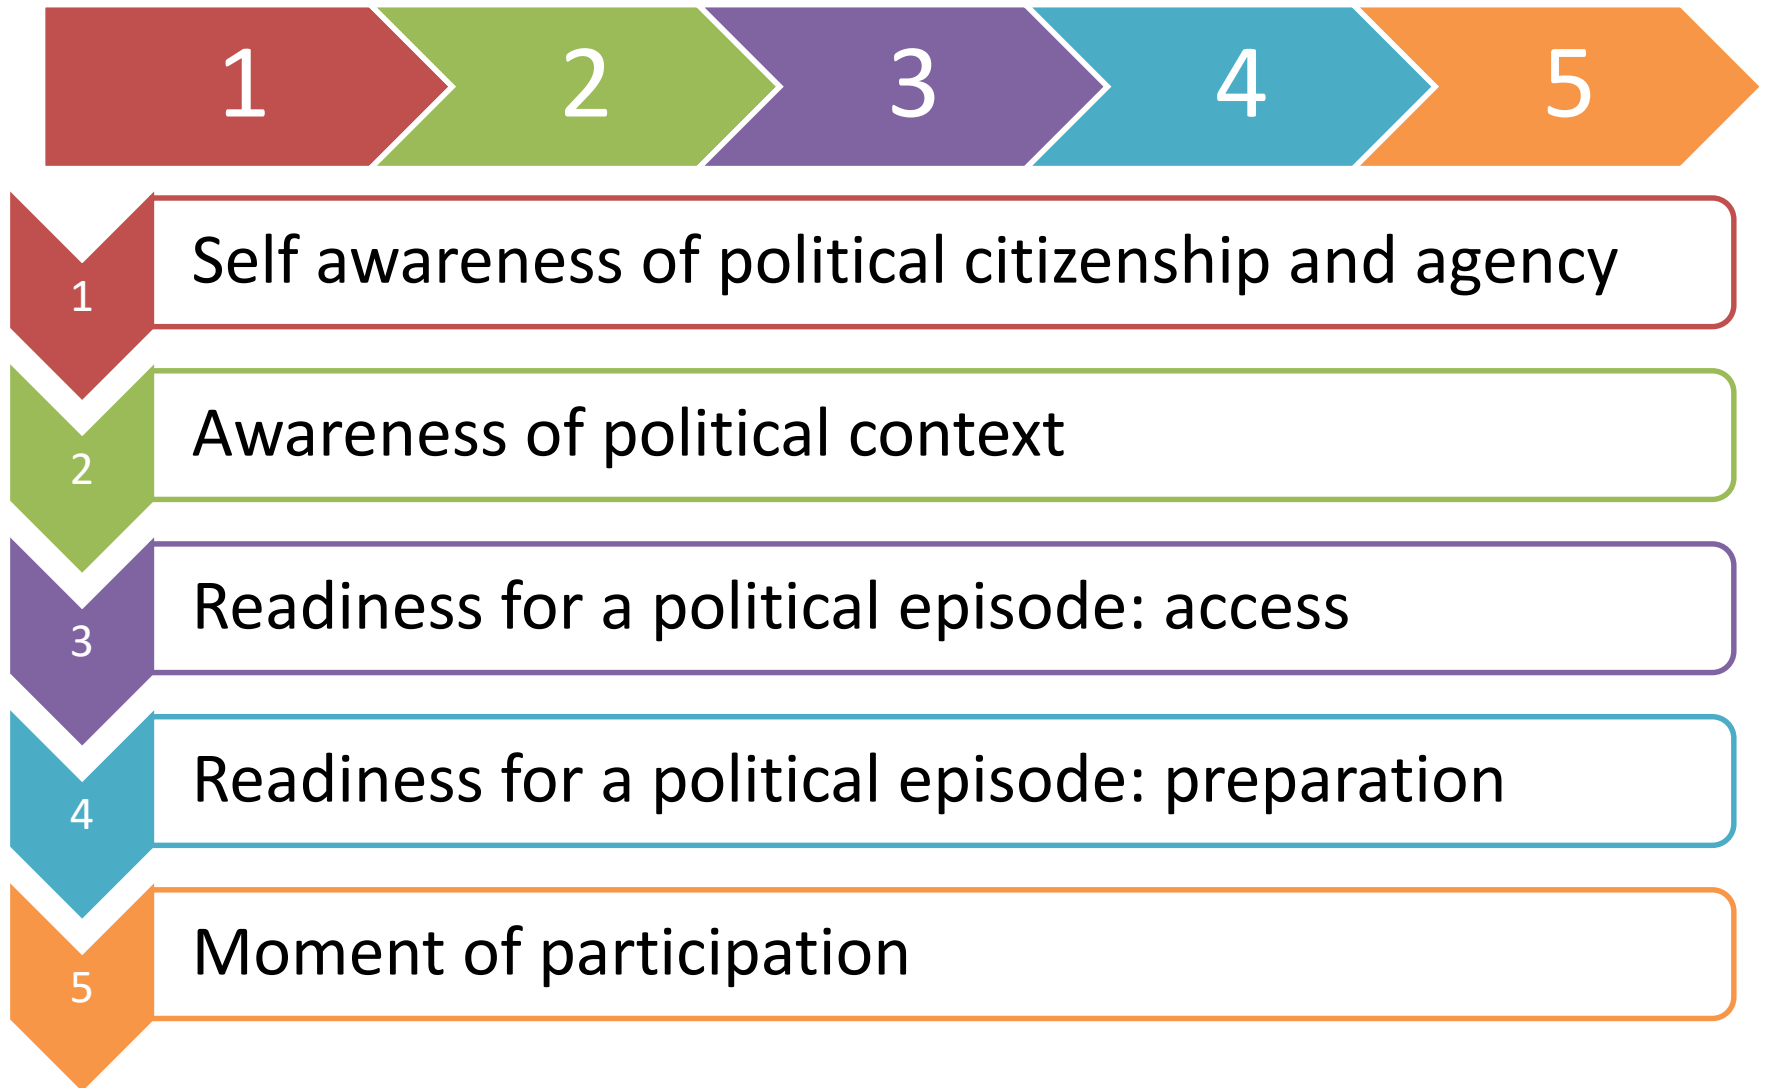 1 2 3 4 5
1 Self awareness of political citizenship and agency
2 Awareness of political context
3 Readiness for a political episode: access
4 Readiness for a political episode: preparation
5 Moment of participation